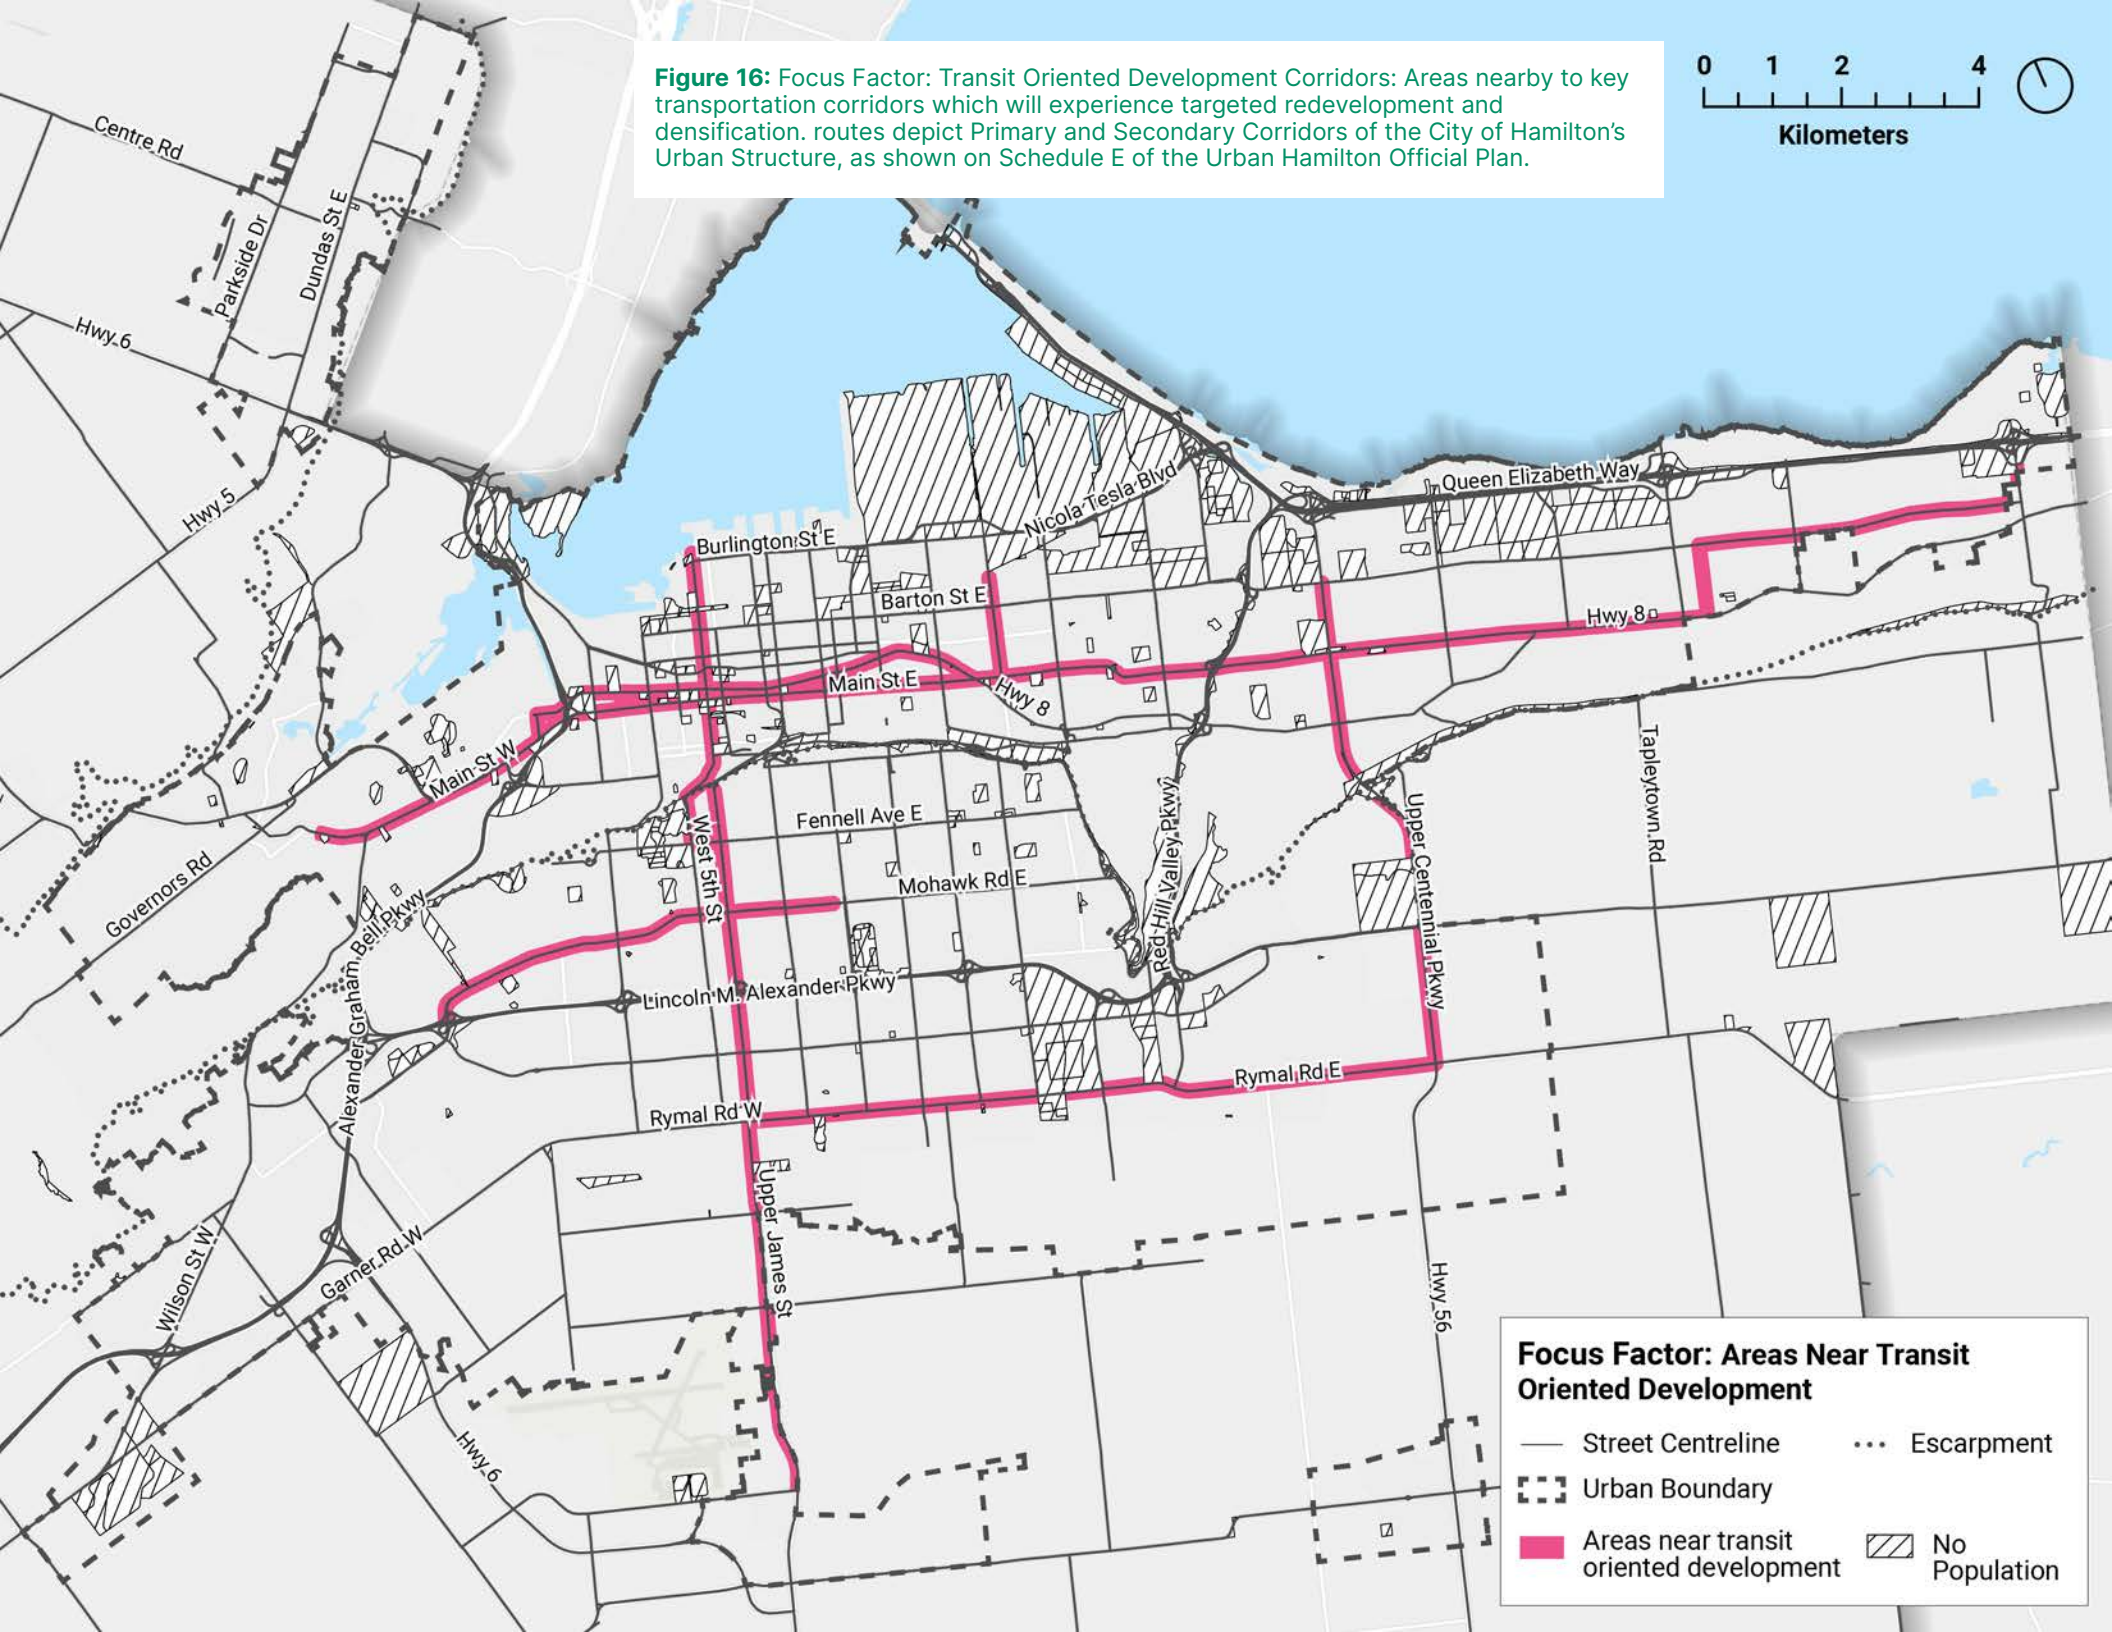 Figure 16: Focus Factor: Transit Oriented Development Corridors: Areas nearby to key
transportation corridors which will experience targeted redevelopment and
densification. routes depict Primary and Secondary Corridors of the City of Hamilton’s
Urban Structure, as shown on Schedule E of the Urban Hamilton Official Plan.
0 1 2 4
Kilometers
Centre Rd
Parkside Dr
Dundas St E
Hwy 6
Hwy 5
Queen Elizabeth Way
Nicola Tesla Blvd
Burlington St E
Barton St E
Hwy 8
Main St E
Hwy 8
Main St W
Tapleytown Rd
Fennell Ave E
West 5th St
Red Hill Valley Pkwy
Upper Centennial Pkwy
Governors Rd
Mohawk Rd E
Alexander Graham Bell Pkwy
Lincoln M. Alexander Pkwy
Rymal Rd E
Rymal Rd W
Upper James St
Wilson St W
Garner Rd W
Hwy 56
Hwy 6
Focus Factor: Areas Near Transit
Oriented Development
Street Centreline
Escarpment
Urban Boundary
Areas near transit
oriented development
No
Population